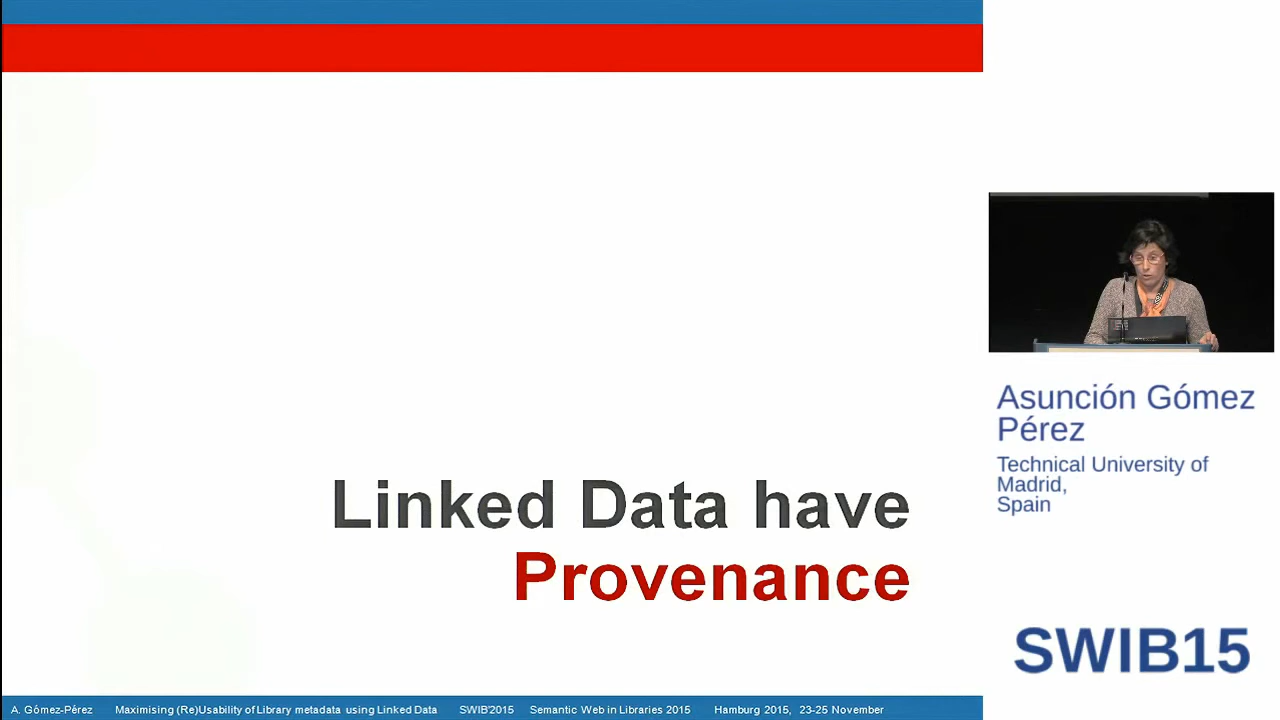 Linked Data have
Provenance
Asunción Gómez
Pérez
Technical University of
Madrid,
Spain
SWIB15
A. Gómez-Pérez Maximising (Re)Usability of Library metadata using Linked Data SWIB'2015 Semantic Web in Libraries 2015 Hamburg 2015, 23-25 November